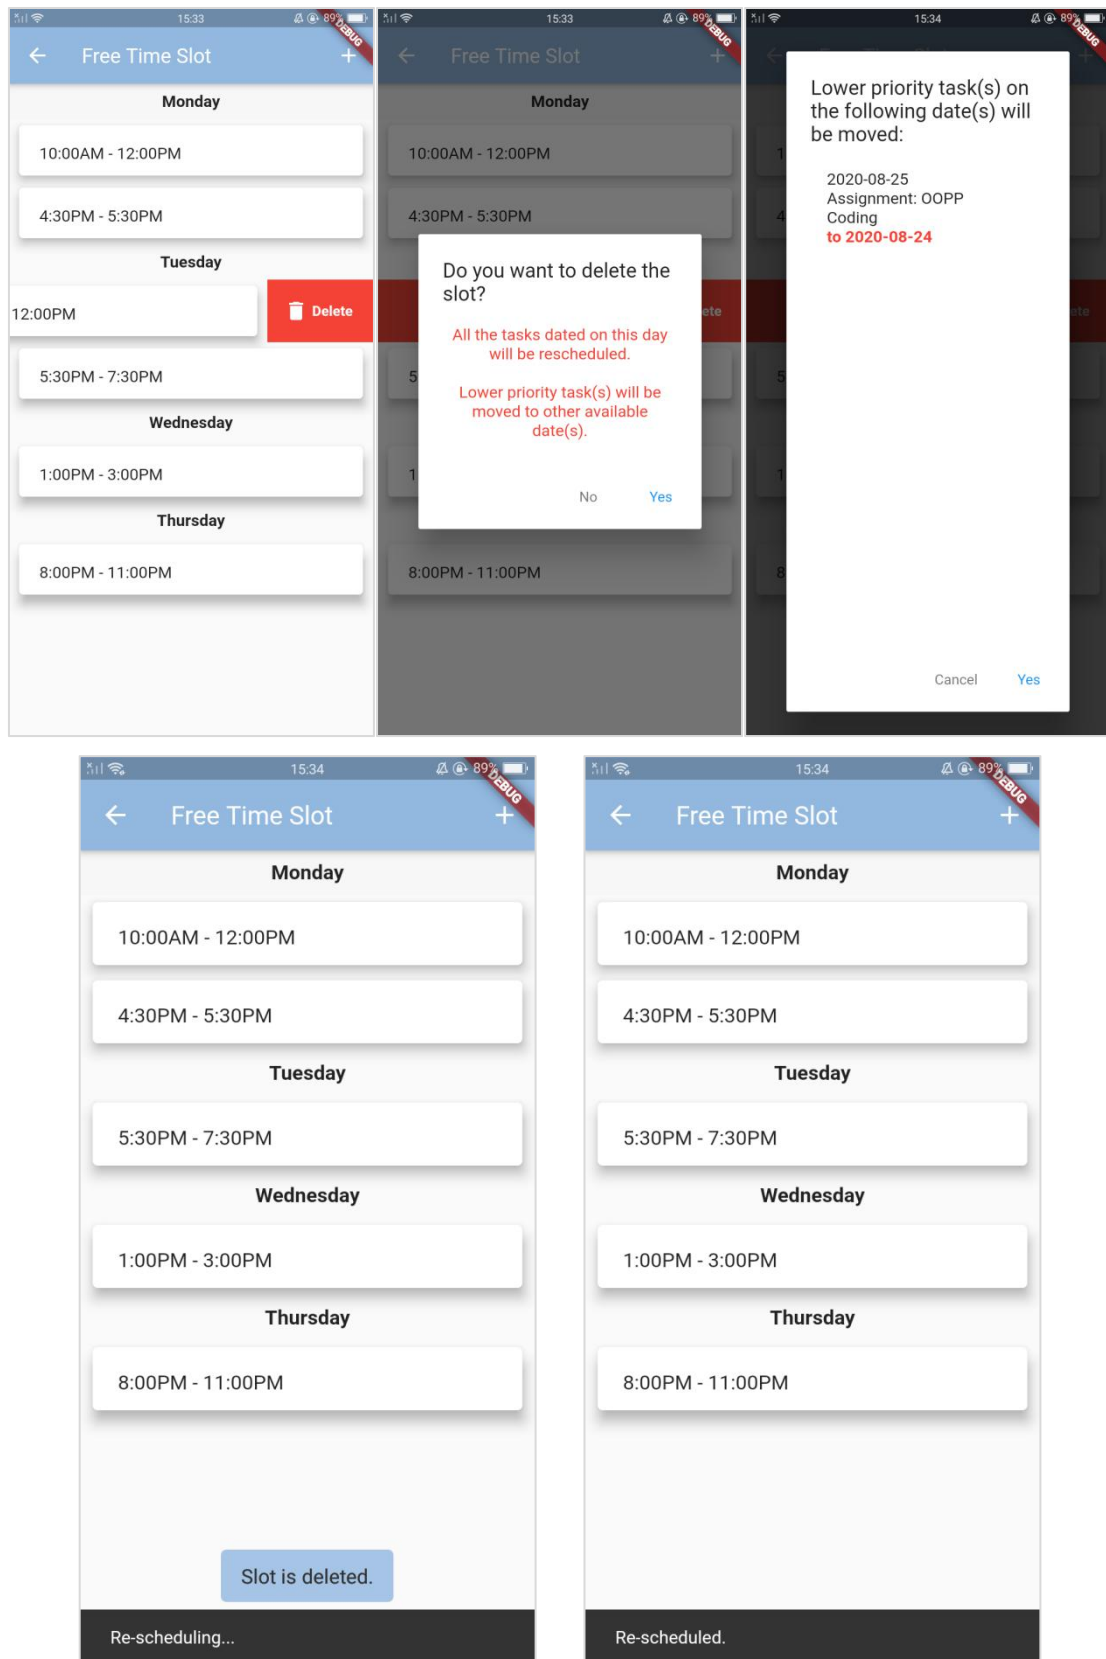 15:33
89%
DEBUG
Free Time Slot
Monday
10:00AM - 12:00PM
4:30PM - 5:30PM
Tuesday
12:00PM
Delete
5:30PM - 7:30PM
Wednesday
1:00PM - 3:00PM
Thursday
8:00PM - 11:00PM
15:33
89%
DEBUG
Free Time Slot
Monday
10:00AM - 12:00PM
4:30PM - 5:30PM
Do you want to delete the
slot?
All the tasks dated on this day
will be rescheduled.
Lower priority task(s) will be
moved to other available
date(s).
No Yes
ete
5
1
8:00PM - 11:00PM
15:34
89%
DEBUG
Lower priority task(s) on
the following date(s) will
be moved:
2020-08-25
Assignment: OOPP
Coding
to 2020-08-24
Cancel Yes
1
4
ete
5
1
8
15:34
89%
DEBUG
Free Time Slot
Monday
10:00AM - 12:00PM
4:30PM - 5:30PM
Tuesday
5:30PM - 7:30PM
Wednesday
1:00PM - 3:00PM
Thursday
8:00PM - 11:00PM
Slot is deleted.
Re-scheduling...
15:34
89%
DEBUG
Free Time Slot
Monday
10:00AM - 12:00PM
4:30PM - 5:30PM
Tuesday
5:30PM - 7:30PM
Wednesday
1:00PM - 3:00PM
Thursday
8:00PM - 11:00PM
Re-scheduled.